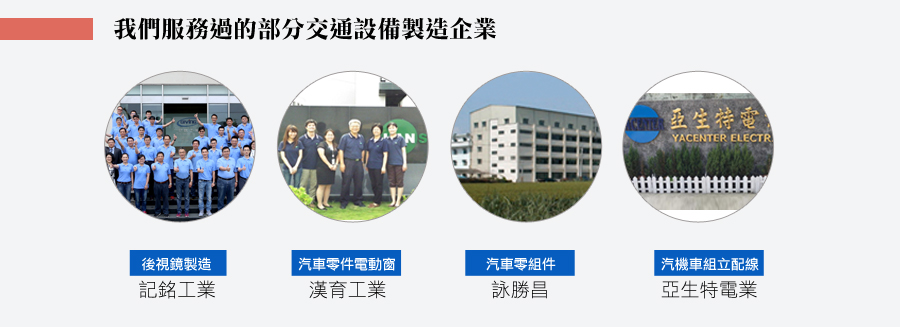 我們服務過的部分交通設備製造企業
亞生特電
YACENTER ELECTR
後視鏡製造
汽車零件電動窗
汽車零組件
汽機車組立配線
記銘工業
漢育工業
詠勝昌
亞生特電業